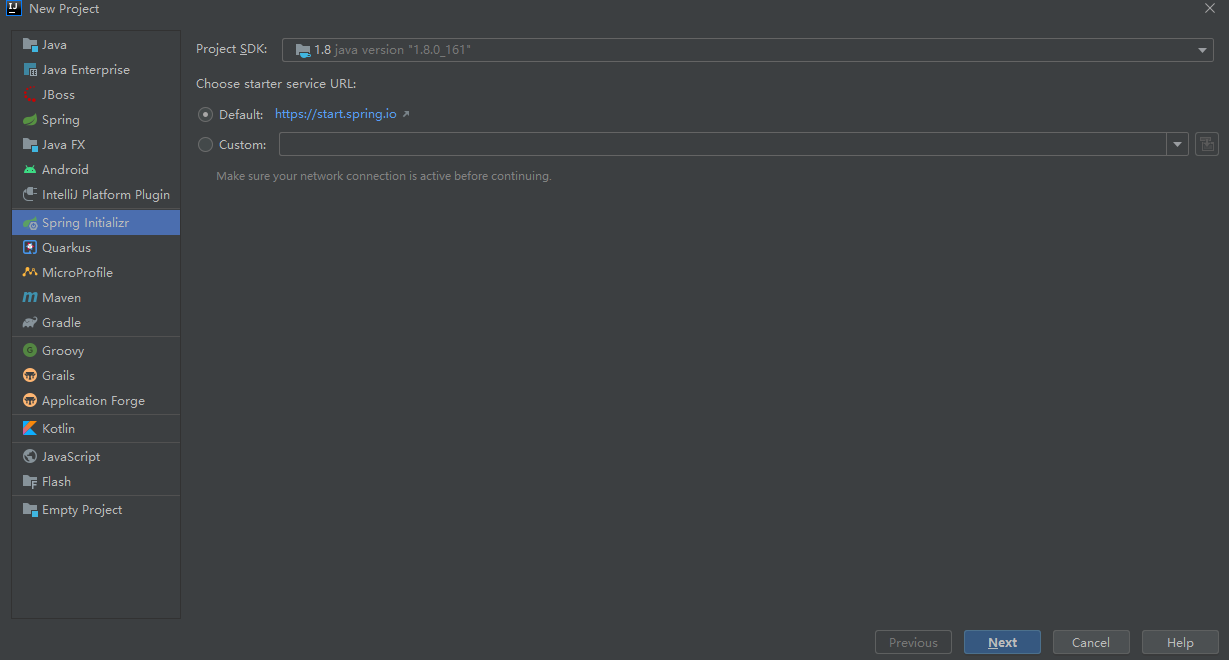 New Project
Java
Java Enterprise
JBoss
Spring
Java FX
Android
IntelliJ Platform Plugin
Spring Initializr
Quarkus
MicroProfile
Maven
Gradle
Groovy
Grails
Application Forge
Kotlin
JavaScript
Flash
Empty Project
Project SDK: 1.8 java version "1.8.0_161"
Choose starter service URL:
Default: https://start.spring.io
Custom:
Make sure your network connection is active before continuing.
Previous Next Cancel Help